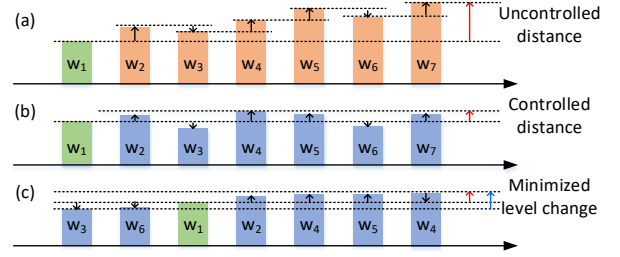 (a)
Uncontrolled
distance
w1 w2 w3 w4 w5 w6 w7
(b)
Controlled
distance
w1 w2 w3 w4 w5 w6 w7
(c)
Minimized
level change
w3 w6 w1 w2 w4 w5 w4